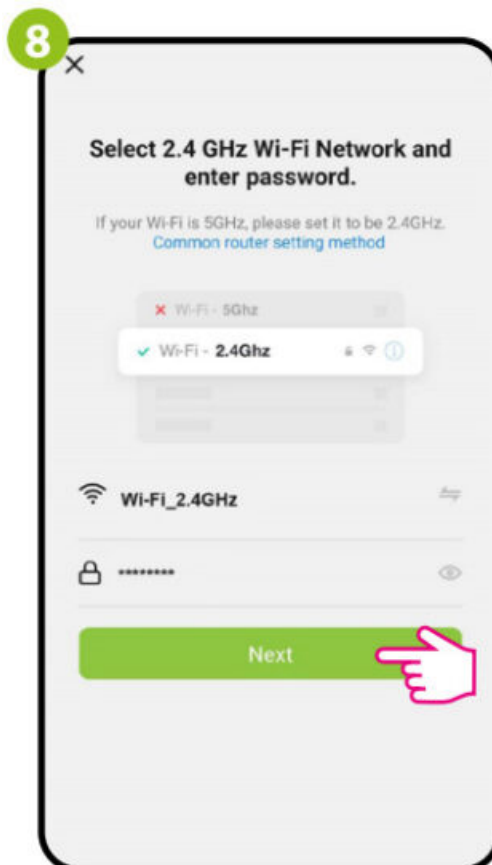 8
Select 2.4 GHz Wi-Fi Network and
enter password.
If your Wi-Fi is 5GHz, please set it to be 2.4GHz.
Common router setting method
Wi-Fi - 5Ghz
Wi-Fi - 2.4Ghz
Wi-Fi_2.4GHz
********
Next